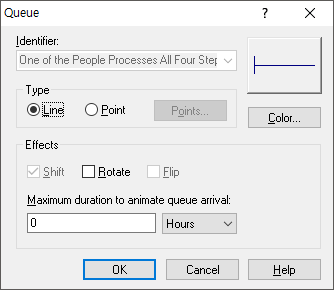 Queue
?
Identifier:
One of the People Processes All Four Step
Type
Line
Point
Points...
Color...
Effects
Shift
Rotate
Flip
Maximum duration to animate queue arrival:
0
Hours
OK
Cancel
Help